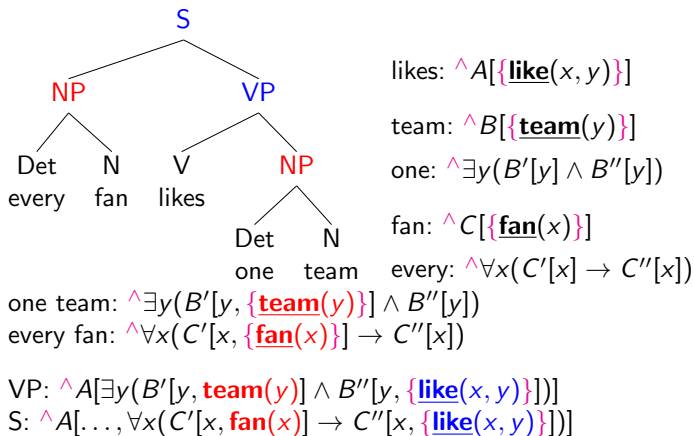 S
NP VP
Det N V NP
every fan likes
Det N
one team
likes: ^A[{like(x, y)}]
team: ^B[{team(y)}]
one: ^∃y(B′[y] ∧ B″[y])
fan: ^C[{fan(x)}]
every: ^∀x(C′[x] → C″[x])
one team: ^∃y(B′[y, {team(y)}] ∧ B″[y])
every fan: ^∀x(C′[x, {fan(x)}] → C″[x])
VP: ^A[∃y(B′[y, team(y)] ∧ B″[y, {like(x, y)}])]
S: ^A[..., ∀x(C′[x, fan(x)] → C″[x, {like(x, y)}])]